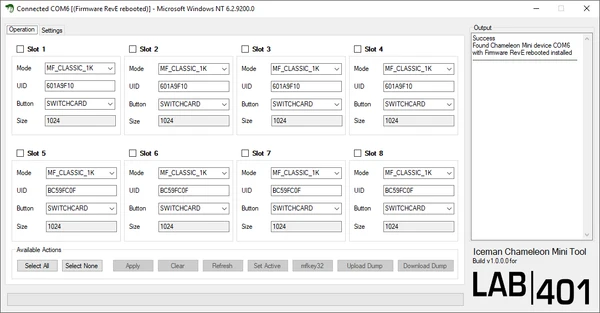 Connected COM6 [(Firmware RevE rebooted)] - Microsoft Windows NT 6.2.9200.0
Operation Settings
Slot 1 Slot 2 Slot 3 Slot 4
Mode MF_CLASSIC_1K Mode MF_CLASSIC_1K Mode MF_CLASSIC_1K Mode MF_CLASSIC_1K
UID 601A9F10 UID 601A9F10 UID 601A9F10 UID 601A9F10
Button SWITCHCARD Button SWITCHCARD Button SWITCHCARD Button SWITCHCARD
Size 1024 Size 1024 Size 1024 Size 1024
Slot 5 Slot 6 Slot 7 Slot 8
Mode MF_CLASSIC_1K Mode MF_CLASSIC_1K Mode MF_CLASSIC_1K Mode MF_CLASSIC_1K
UID BC59FC0F UID BC59FC0F UID BC59FC0F UID BC59FC0F
Button SWITCHCARD Button SWITCHCARD Button SWITCHCARD Button SWITCHCARD
Size 1024 Size 1024 Size 1024 Size 1024
Available Actions
Select All Select None Apply Clear Refresh Set Active mfkey32 Upload Dump Download Dump
Output
Success
Found Chameleon Mini device COM6
with Firmware RevE rebooted installed
Iceman Chameleon Mini Tool
Build v1.0.0.0 for
LAB|401